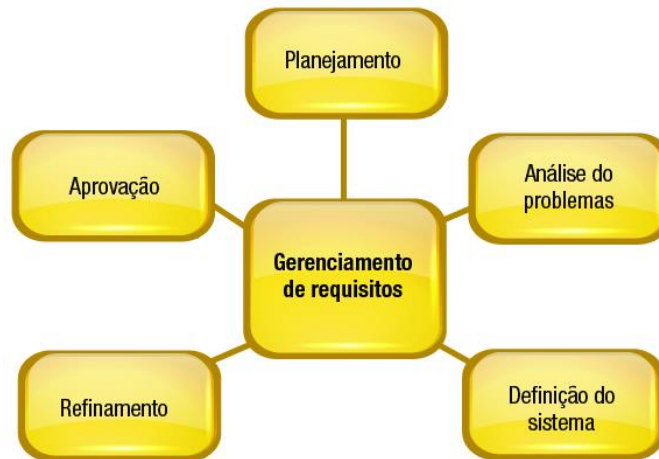 Planejamento
Aprovação
Análise do
problemas
Gerenciamento
de requisitos
Refinamento
Definição do
sistema